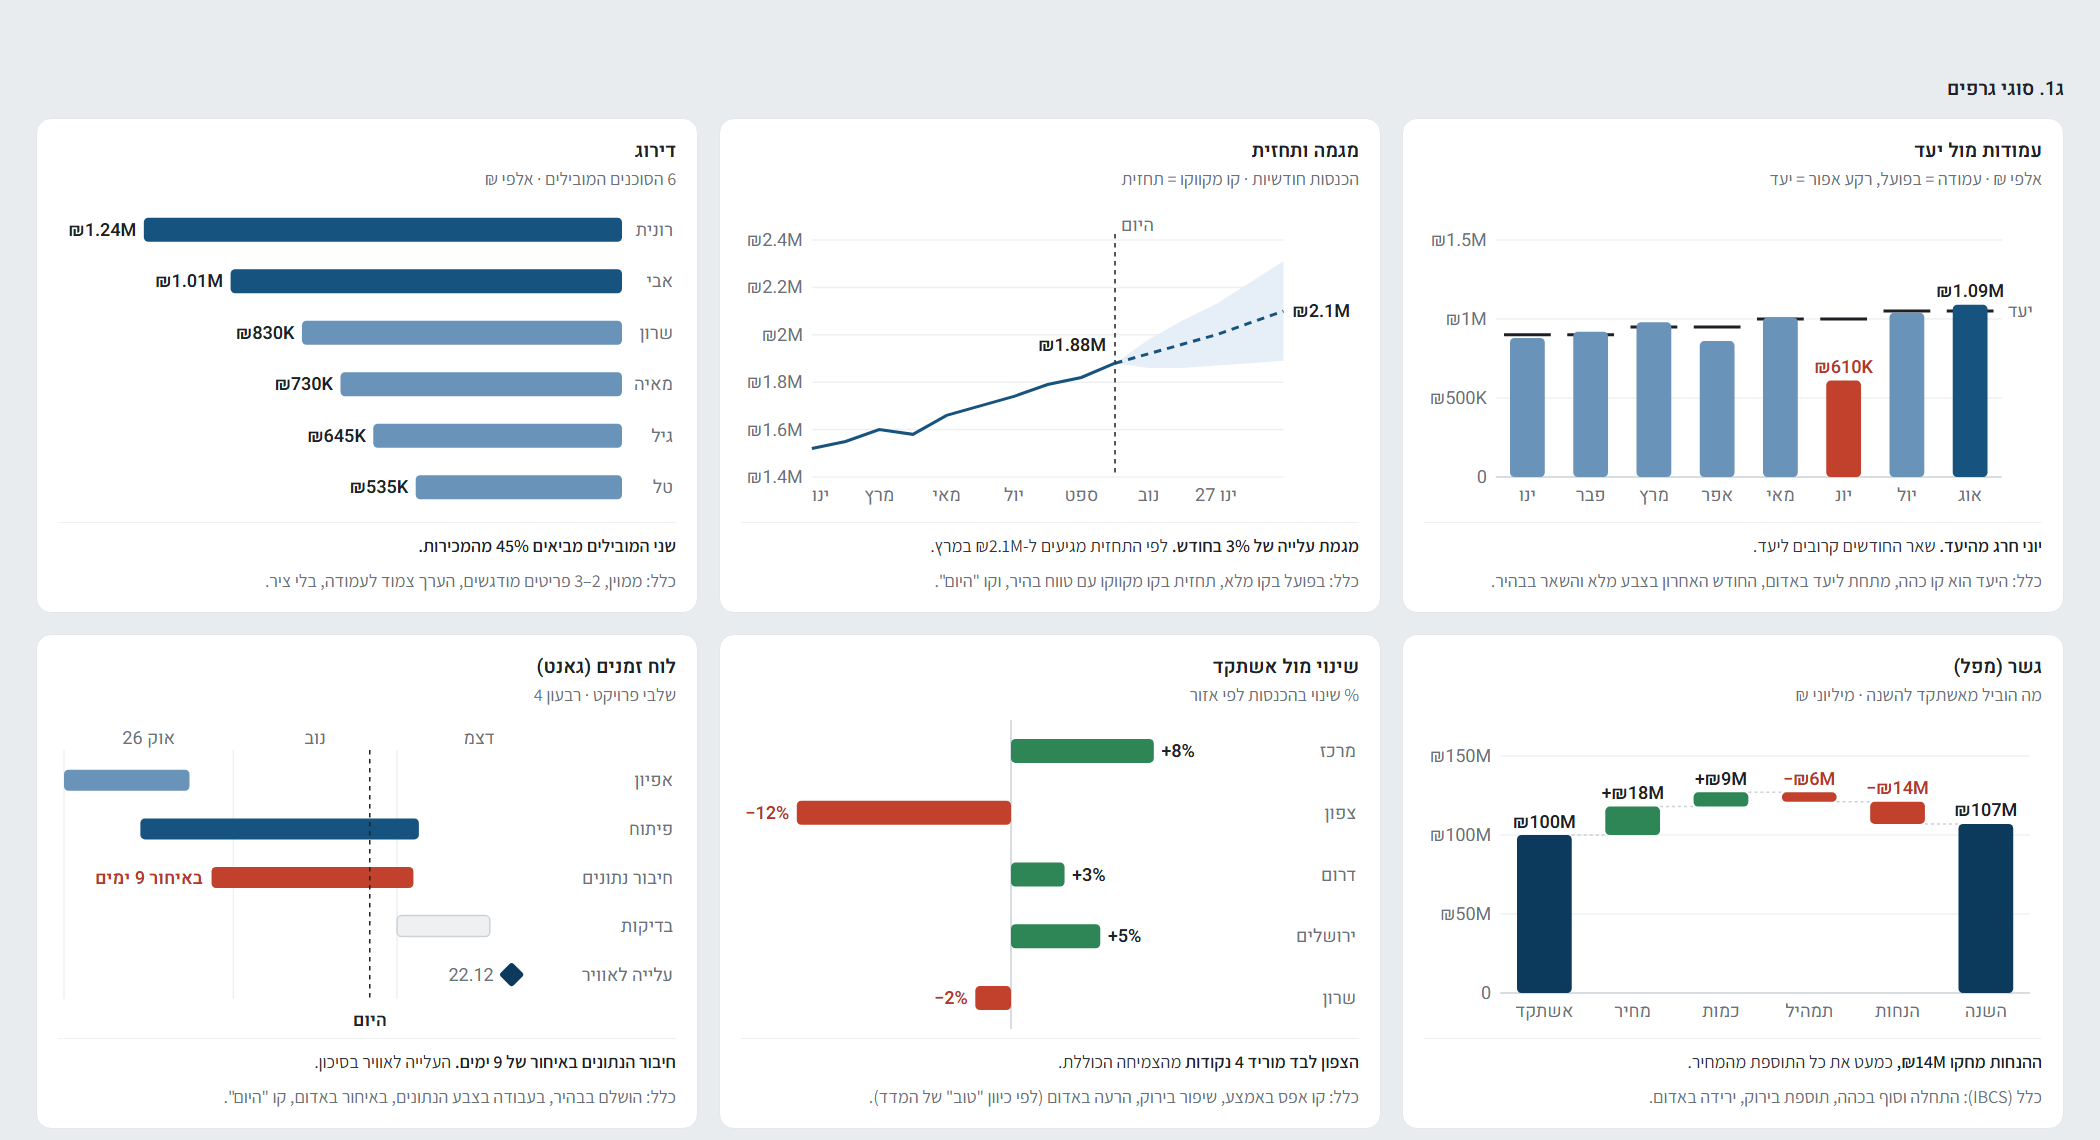 ג1. סוגי גרפים
עמודות מול יעד
אלפי ₪ · עמודה = בפועל, רקע אפור = יעד
₪1.5M
₪1M
₪500K
0
₪1.09M
יעד
₪610K
ינו פבר מרץ אפר מאי יונ יול אוג
יוני חרג מהיעד. שאר החודשים קרובים ליעד.
כלל: היעד הוא קו כהה, מתחת ליעד באדום, החודש האחרון בצבע מלא והשאר בבהיר.
מגמה ותחזית
הכנסות חודשיות · קו מקווקו = תחזית
היום
₪2.4M
₪2.2M
₪2M
₪1.8M
₪1.6M
₪1.4M
₪2.1M
₪1.88M
ינו מרץ מאי יול ספט נוב ינו 27
מגמת עלייה של 3% בחודש. לפי התחזית מגיעים ל-₪2.1M במרץ.
כלל: בפועל בקו מלא, תחזית בקו מקווקו עם טווח בהיר, וקו "היום".
דירוג
6 הסוכנים המובילים · אלפי ₪
רונית ₪1.24M
אבי ₪1.01M
שרון ₪830K
מאיה ₪730K
גיל ₪645K
טל ₪535K
שני המובילים מביאים 45% מהמכירות.
כלל: ממוין, 2–3 פריטים מודגשים, הערך צמוד לעמודה, בלי ציר.
גשר (מפל)
מה הוביל מאשתקד להשנה · מיליוני ₪
₪150M
₪100M
₪50M
0
₪100M
+₪18M
+₪9M
−₪6M
−₪14M
₪107M
אשתקד מחיר כמות תמהיל הנחות השנה
ההנחות מחקו ₪14M, כמעט את כל התוספת מהמחיר.
כלל (IBCS): התחלה וסוף בכהה, תוספת בירוק, ירידה באדום.
שינוי מול אשתקד
% שינוי בהכנסות לפי אזור
מרכז +8%
צפון −12%
דרום +3%
ירושלים +5%
שרון −2%
הצפון לבד מוריד 4 נקודות מהצמיחה הכוללת.
כלל: קו אפס באמצע, שיפור בירוק, הרעה באדום (לפי כיוון "טוב" של המדד).
לוח זמנים (גאנט)
שלבי פרויקט · רבעון 4
אוק 26 נוב דצמ
אפיון
פיתוח
חיבור נתונים באיחור 9 ימים
בדיקות
עלייה לאוויר 22.12
היום
חיבור הנתונים באיחור של 9 ימים. העלייה לאוויר בסיכון.
כלל: הושלם בבהיר, בעבודה בצבע הנתונים, באיחור באדום, קו "היום".